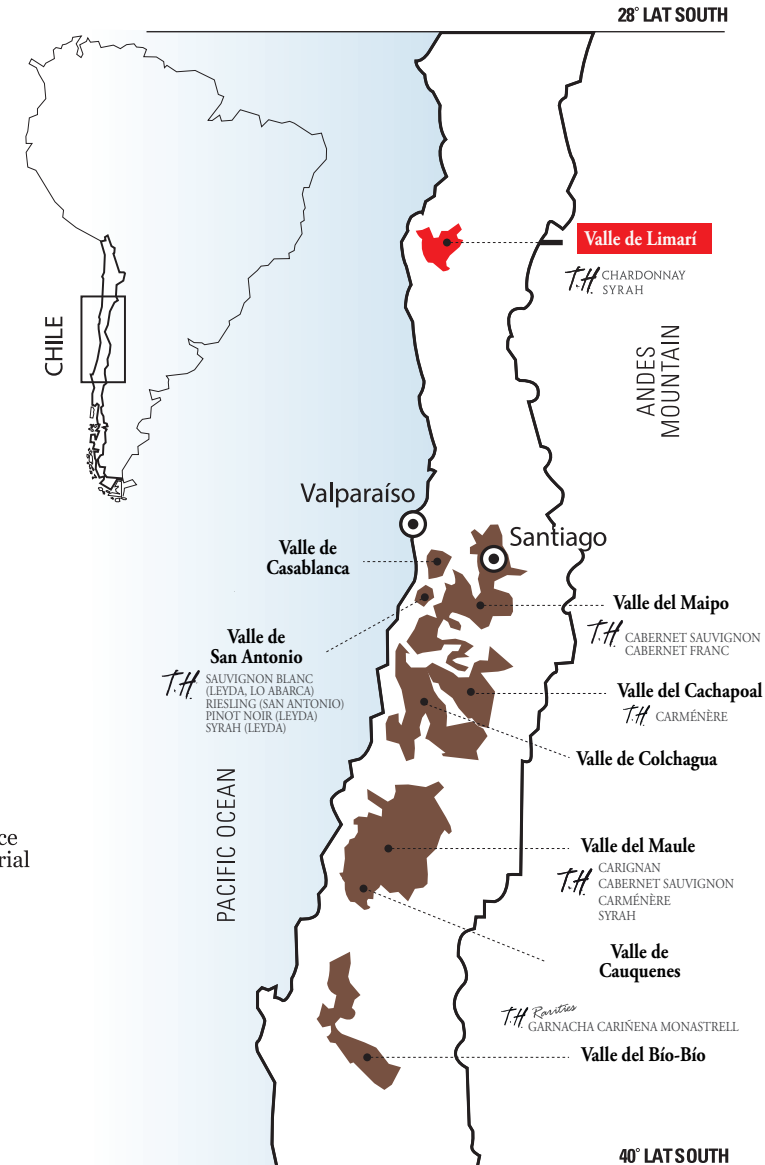 28° LAT SOUTH
Valle de Limarí
T.H. CHARDONNAY
SYRAH
CHILE
ANDES
MOUNTAIN
Valparaíso
Santiago
Valle de
Casablanca
Valle del Maipo
T.H. CABERNET SAUVIGNON
CABERNET FRANC
Valle de
San Antonio
T.H. SAUVIGNON BLANC
(LEYDA, LO ABARCA)
RIESLING (SAN ANTONIO)
PINOT NOIR (LEYDA)
SYRAH (LEYDA)
Valle del Cachapoal
T.H. CARMÉNÈRE
Valle de Colchagua
PACIFIC OCEAN
ce
rial
Valle del Maule
T.H. CARIGNAN
CABERNET SAUVIGNON
CARMÉNÈRE
SYRAH
Valle de
Cauquenes
T.H. Rarities
GARNACHA CARIÑENA MONASTRELL
Valle del Bío-Bío
40° LAT SOUTH